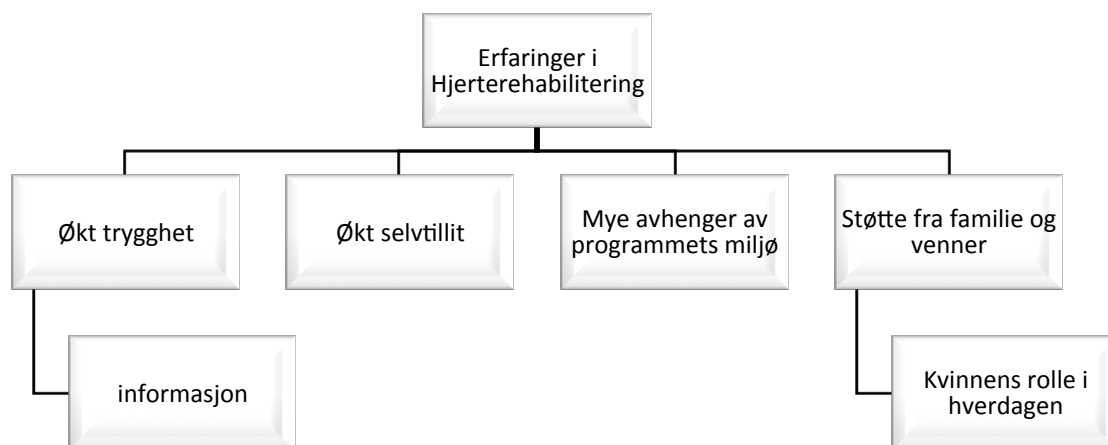 Erfaringer i
Hjerterehabilitering
Økt trygghet
Økt selvtillit
Mye avhenger av
programmets miljø
Støtte fra familie og
venner
informasjon
Kvinnens rolle i
hverdagen